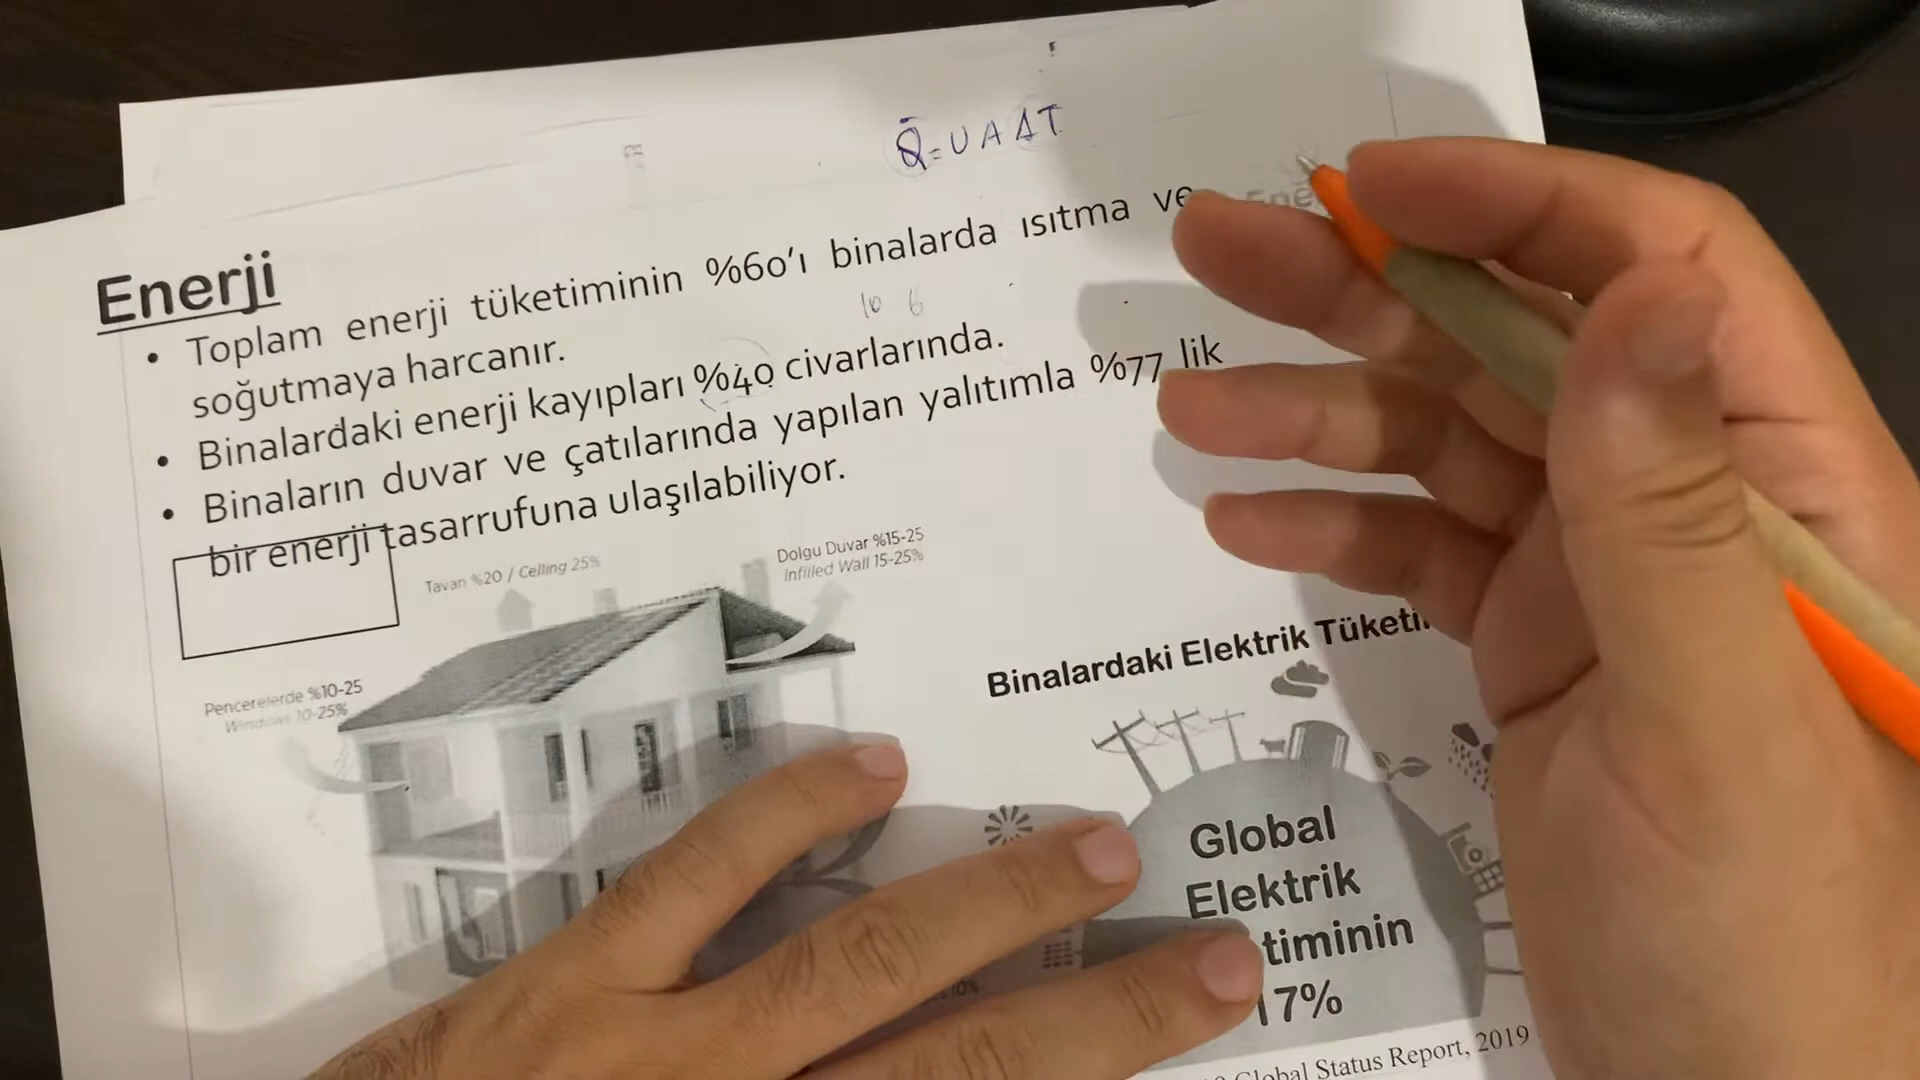 Q̇=UAΔT
Enerji
• Toplam enerji tüketiminin %60'ı binalarda ısıtma ve
soğutmaya harcanır.
10 6
• Binalardaki enerji kayıpları %40 civarlarında.
• Binaların duvar ve çatılarında yapılan yalıtımla %77 lik
bir enerji tasarrufuna ulaşılabiliyor.
Tavan %20 / Celling 25%
Dolgu Duvar %15-25
Infilled Wall 15-25%
Pencerelerde %10-25
Windows 10-25%
Binalardaki Elektrik
Global
Elektrik
timinin
17%
10%
Global Status Report, 2019